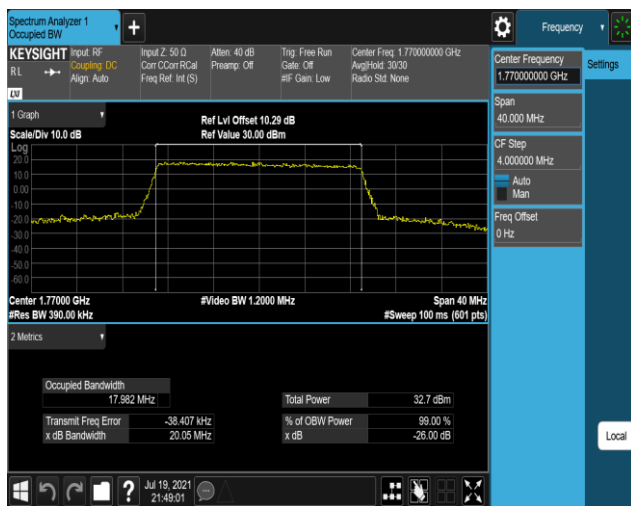 Spectrum Analyzer 1
Occupied BW
+
Frequency
KEYSIGHT
RL
LXI
Input: RF
Coupling: DC
Align: Auto
Input Z: 50 Ω
Corr CCorr RCal
Freq Ref: Int (S)
Atten: 40 dB
Preamp: Off
Trig: Free Run
Gate: Off
#IF Gain: Low
Center Freq: 1.770000000 GHz
Avg|Hold: 30/30
Radio Std: None
Center Frequency
1.770000000 GHz
Settings
Span
40.000 MHz
CF Step
4.000000 MHz
Auto
Man
Freq Offset
0 Hz
1 Graph
Scale/Div 10.0 dB
Ref Lvl Offset 10.29 dB
Ref Value 30.00 dBm
Log
20.0
10.0
0.00
-10.0
-20.0
-30.0
-40.0
-50.0
-60.0
Center 1.77000 GHz
#Res BW 390.00 kHz
#Video BW 1.2000 MHz
Span 40 MHz
#Sweep 100 ms (601 pts)
2 Metrics
Occupied Bandwidth
17.982 MHz
Total Power 32.7 dBm
Transmit Freq Error -38.407 kHz
% of OBW Power 99.00 %
x dB Bandwidth 20.05 MHz
x dB -26.00 dB
Local
?
Jul 19, 2021
21:49:01